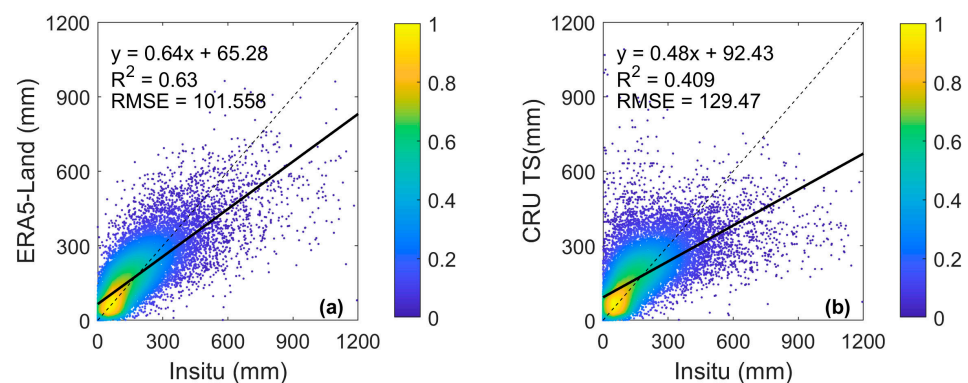 y = 0.64x + 65.28
R² = 0.63
RMSE = 101.558
ERA5-Land (mm)
1200
900
600
300
0
0 300 600 900 1200
Insitu (mm)
(a)
1
0.8
0.6
0.4
0.2
0
y = 0.48x + 92.43
R² = 0.409
RMSE = 129.47
CRU TS(mm)
1200
900
600
300
0
0 300 600 900 1200
Insitu (mm)
(b)
1
0.8
0.6
0.4
0.2
0